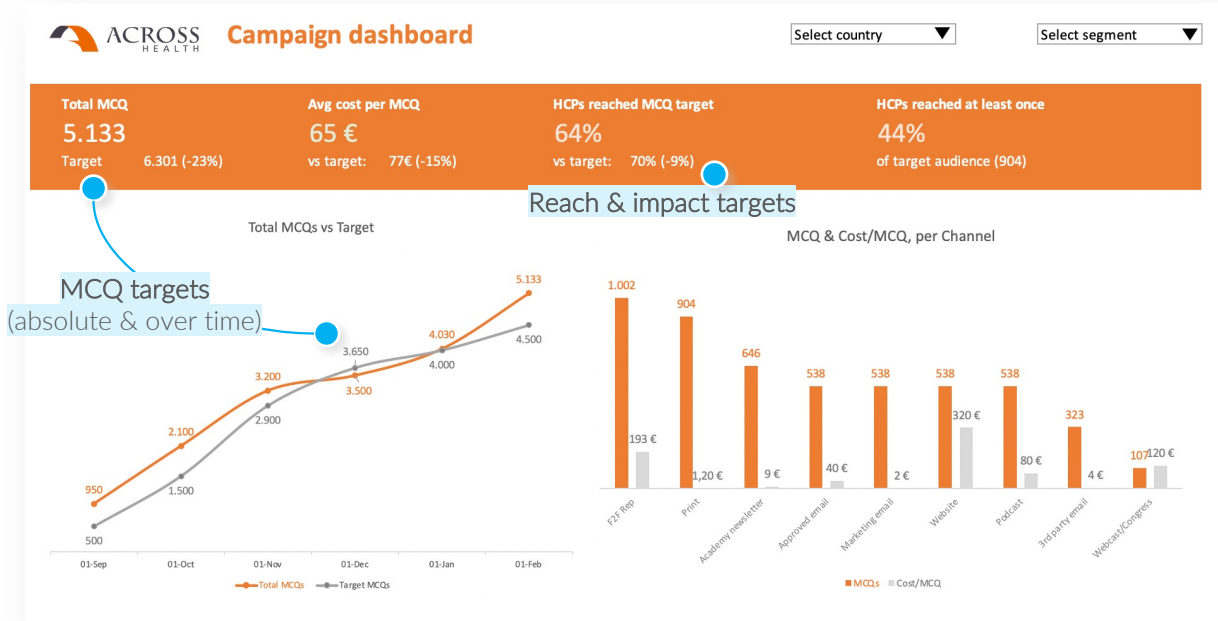 ACROSS
HEALTH
Campaign dashboard
Select country
Select segment
Total MCQ
5.133
Target 6.301 (-23%)
Avg cost per MCQ
65 €
vs target: 77€ (-15%)
HCPs reached MCQ target
64%
vs target: 70% (-9%)
HCPs reached at least once
44%
of target audience (904)
Reach & impact targets
MCQ targets
(absolute & over time)
Total MCQs vs Target
5.133
4.500
4.030
4.000
3.650
3.500
3.200
2.900
2.100
1.500
950
500
01-Sep 01-Oct 01-Nov 01-Dec 01-Jan 01-Feb
Total MCQs Target MCQs
MCQ & Cost/MCQ, per Channel
1.002
904
646
538 538 538 538
323
107
193 €
1,20 €
9 €
40 €
2 €
320 €
80 €
4 €
120 €
F2F Rep
Print
Academy newsletter
Approved email
Marketing email
Website
Podcast
3rd party email
Webcast/Congress
MCQs Cost/MCQ